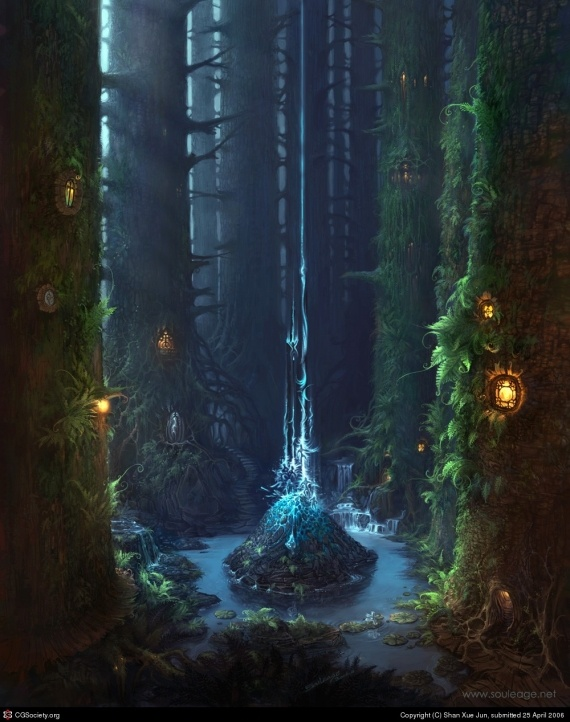 www.souleage.net
CGSociety.org
Copyright (C) Shan Xue Jun, submitted 25 April 2006